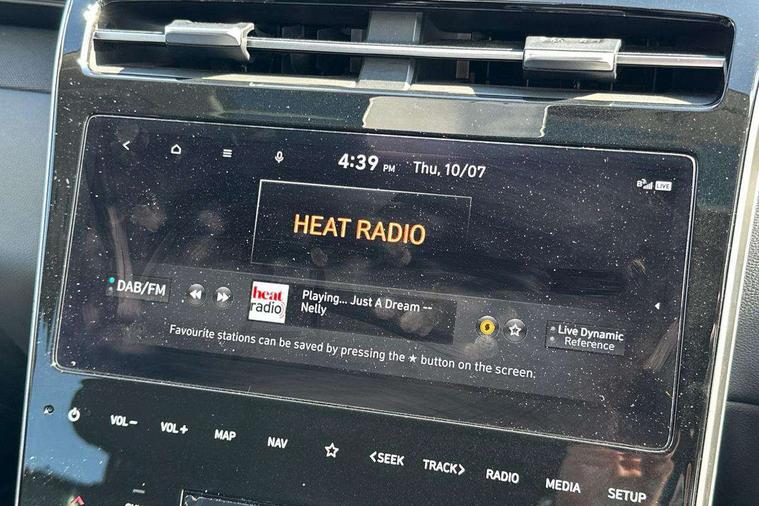 4:39 PM Thu, 10/07
LIVE
HEAT RADIO
DAB/FM
heat
radio
Playing... Just A Dream --
Nelly
Live Dynamic
Reference
Favourite stations can be saved by pressing the ★ button on the screen.
VOL-
VOL+
MAP
NAV
<SEEK
TRACK>
RADIO
MEDIA
SETUP